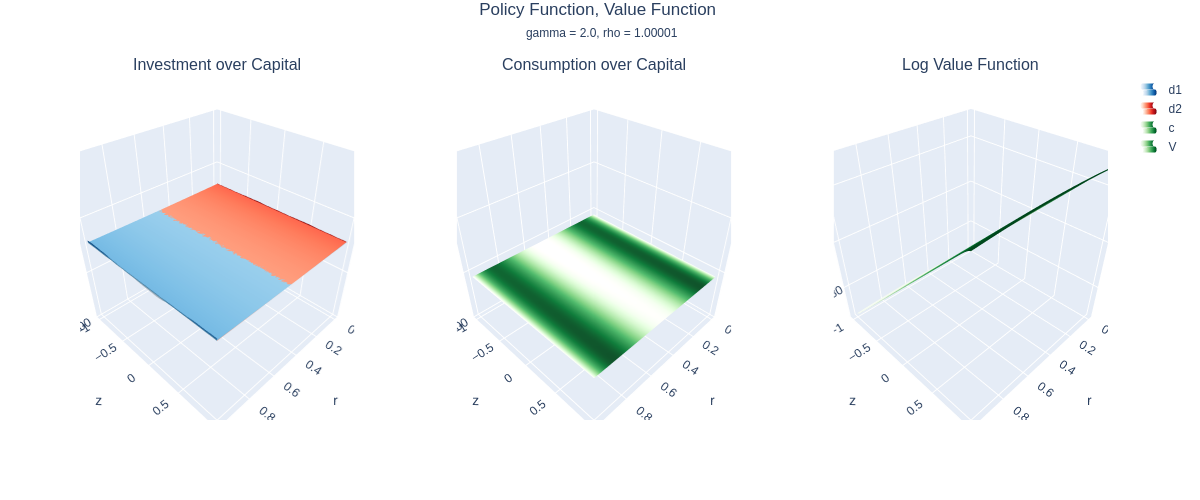 Policy Function, Value Function
gamma = 2.0, rho = 1.00001
Investment over Capital
Consumption over Capital
Log Value Function
d1
d2
c
V
−0.5
0
0.5
z
0
0.2
0.4
0.6
0.8
r
−0.5
0
0.5
z
0
0.2
0.4
0.6
0.8
r
−1
−0.5
0
0.5
z
0
0.2
0.4
0.6
0.8
r